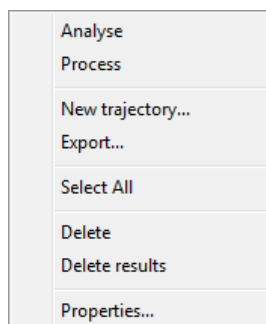 Analyse
Process
New trajectory...
Export...
Select All
Delete
Delete results
Properties...